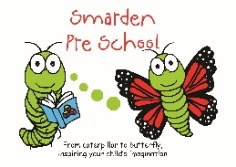 Smarden
Pre School
From caterpillar to butterfly,
inspiring your child's imagination